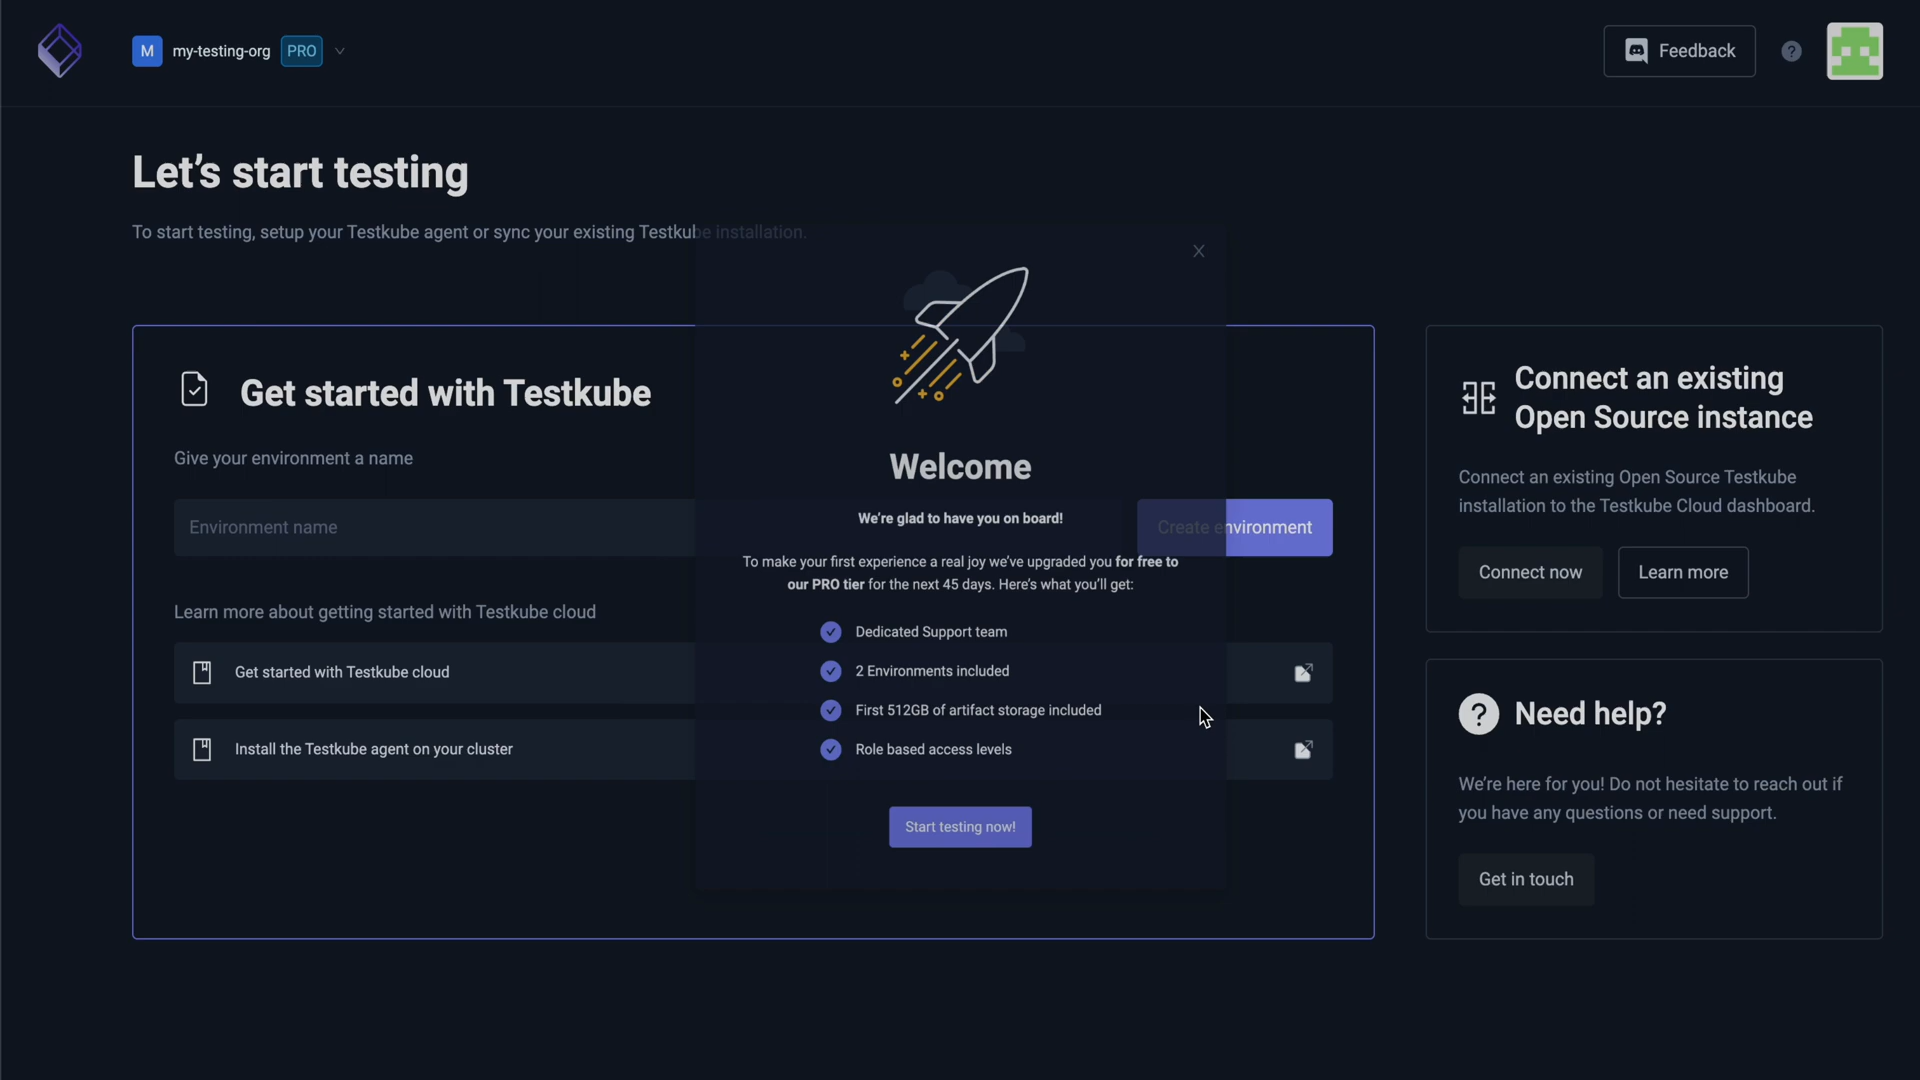 M my-testing-org PRO
Feedback
?
Let's start testing
To start testing, setup your Testkube agent or sync your existing Testkube installation.
Get started with Testkube
Give your environment a name
Environment name
Create environment
Learn more about getting started with Testkube cloud
Get started with Testkube cloud
Install the Testkube agent on your cluster
X
Welcome
We're glad to have you on board!
To make your first experience a real joy we've upgraded you for free to
our PRO tier for the next 45 days. Here's what you'll get:
Dedicated Support team
2 Environments included
First 512GB of artifact storage included
Role based access levels
Start testing now!
Connect an existing
Open Source instance
Connect an existing Open Source Testkube
installation to the Testkube Cloud dashboard.
Connect now
Learn more
? Need help?
We're here for you! Do not hesitate to reach out if
you have any questions or need support.
Get in touch